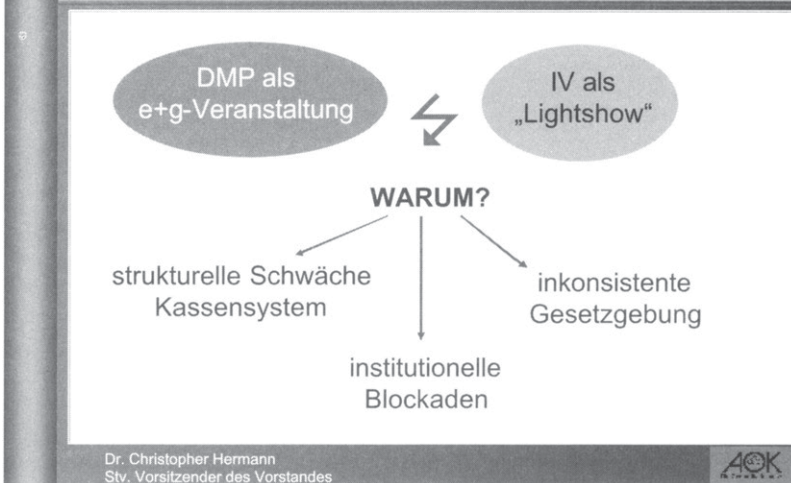 DMP als
e+g-Veranstaltung
IV als
„Lightshow“
WARUM?
strukturelle Schwäche
Kassensystem
inkonsistente
Gesetzgebung
institutionelle
Blockaden
Dr. Christopher Hermann
Stv. Vorsitzender des Vorstandes
AOK